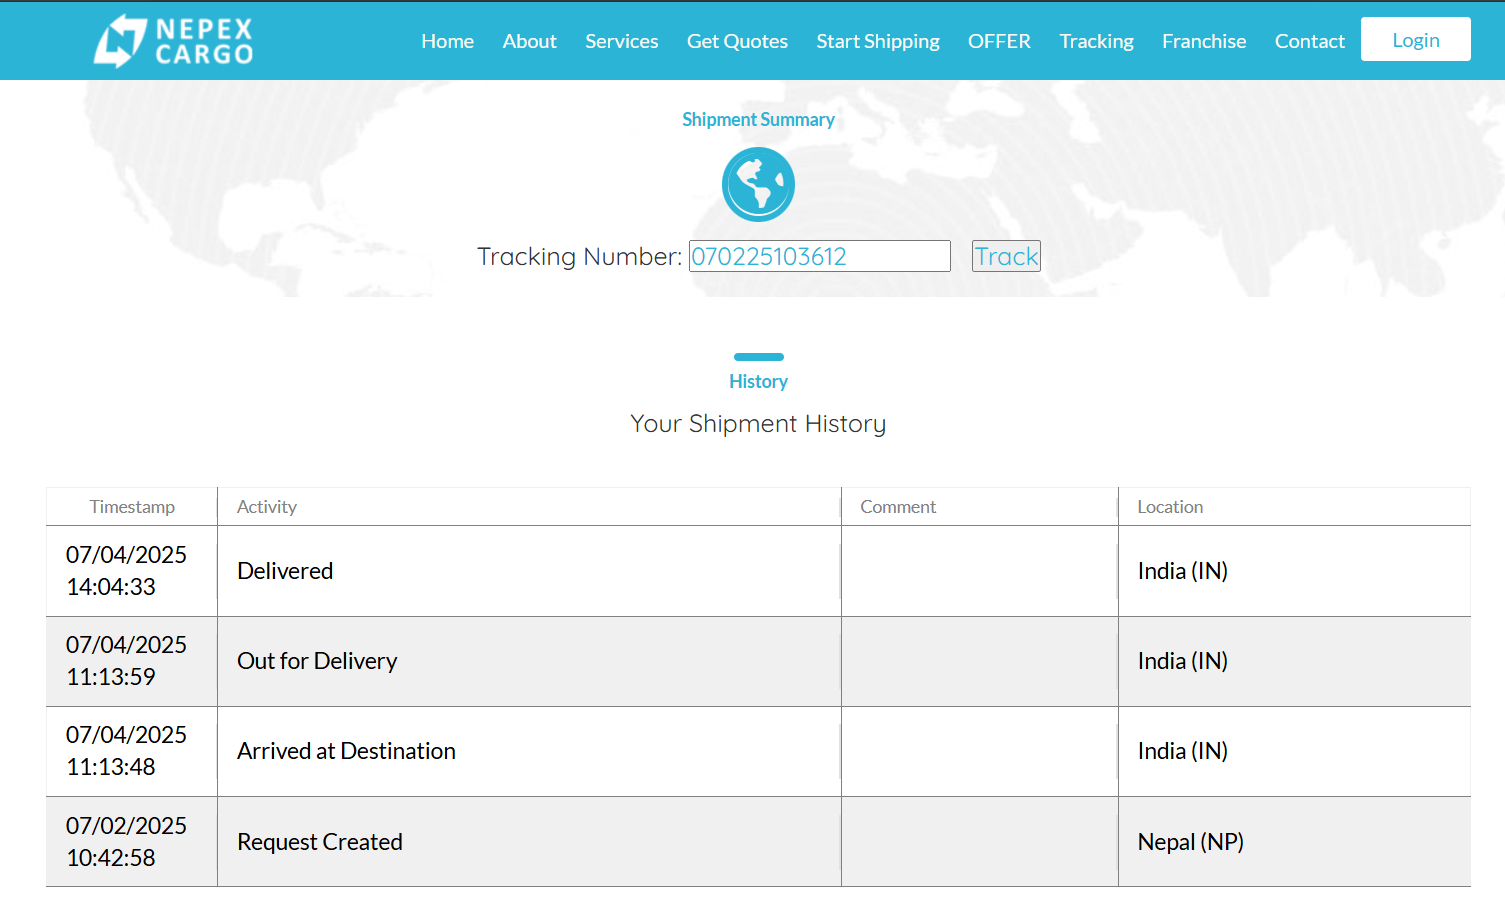 NEPEX
CARGO
Home About Services Get Quotes Start Shipping OFFER Tracking Franchise Contact Login
Shipment Summary
Tracking Number: 070225103612 Track
History
Your Shipment History
Timestamp Activity Comment Location
07/04/2025
14:04:33
Delivered India (IN)
07/04/2025
11:13:59
Out for Delivery India (IN)
07/04/2025
11:13:48
Arrived at Destination India (IN)
07/02/2025
10:42:58
Request Created Nepal (NP)